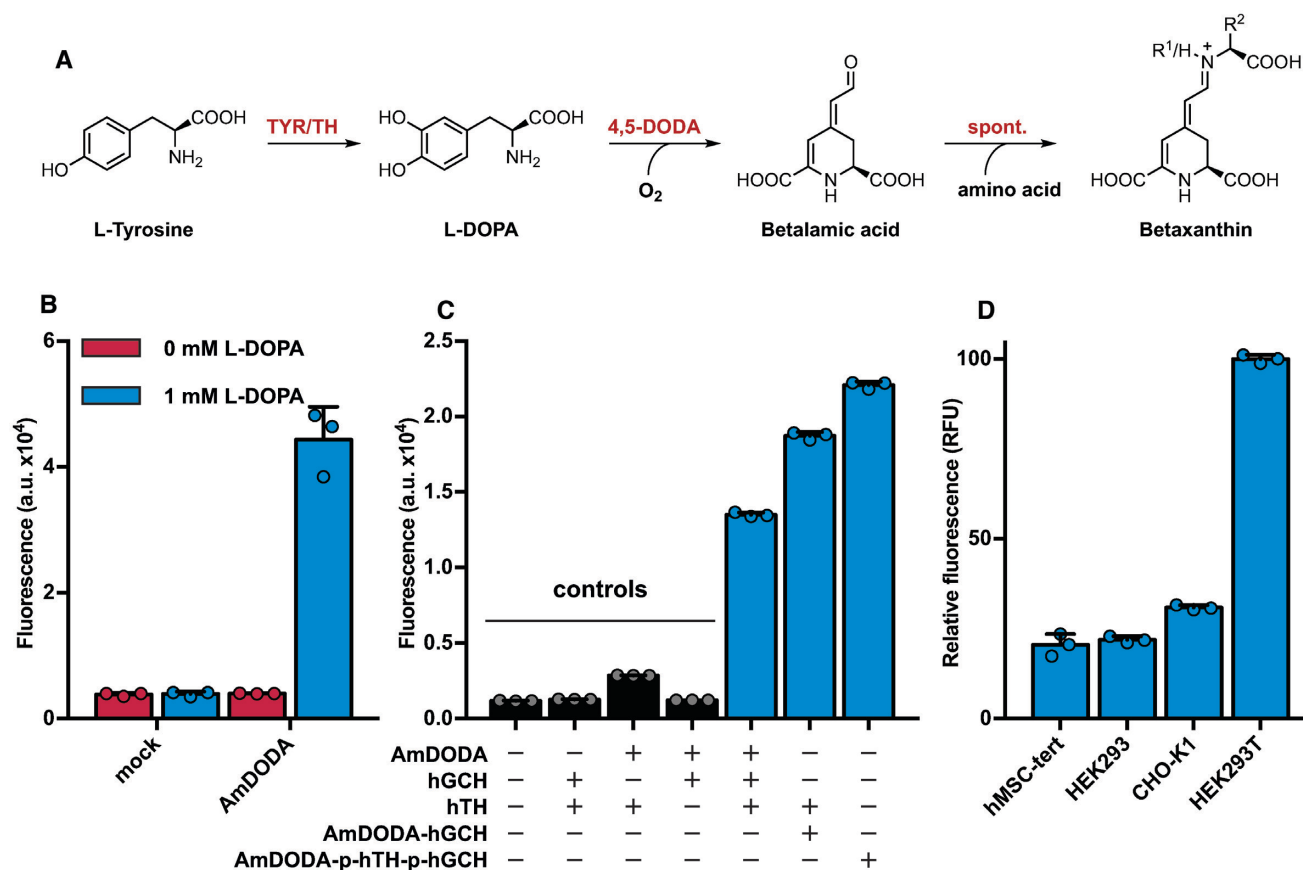 A
HO
COOH
NH2
L-Tyrosine
TYR/TH
HO
HO
COOH
NH2
L-DOPA
4,5-DODA
O2
O
HOOC
N
H
COOH
Betalamic acid
spont.
amino acid
R1/H
+
N
R2
COOH
HOOC
N
H
COOH
Betaxanthin
B
Fluorescence (a.u. x10⁴)
6
4
2
0
0 mM L-DOPA
1 mM L-DOPA
mock
AmDODA
C
Fluorescence (a.u. x10⁴)
2.5
2.0
1.5
1.0
0.5
0.0
controls
AmDODA − − + + + − −
hGCH − + − + + − −
hTH − + + − + + −
AmDODA-hGCH − − − − − + −
AmDODA-p-hTH-p-hGCH − − − − − − +
D
Relative fluorescence (RFU)
100
50
0
hMSC-tert
HEK293
CHO-K1
HEK293T